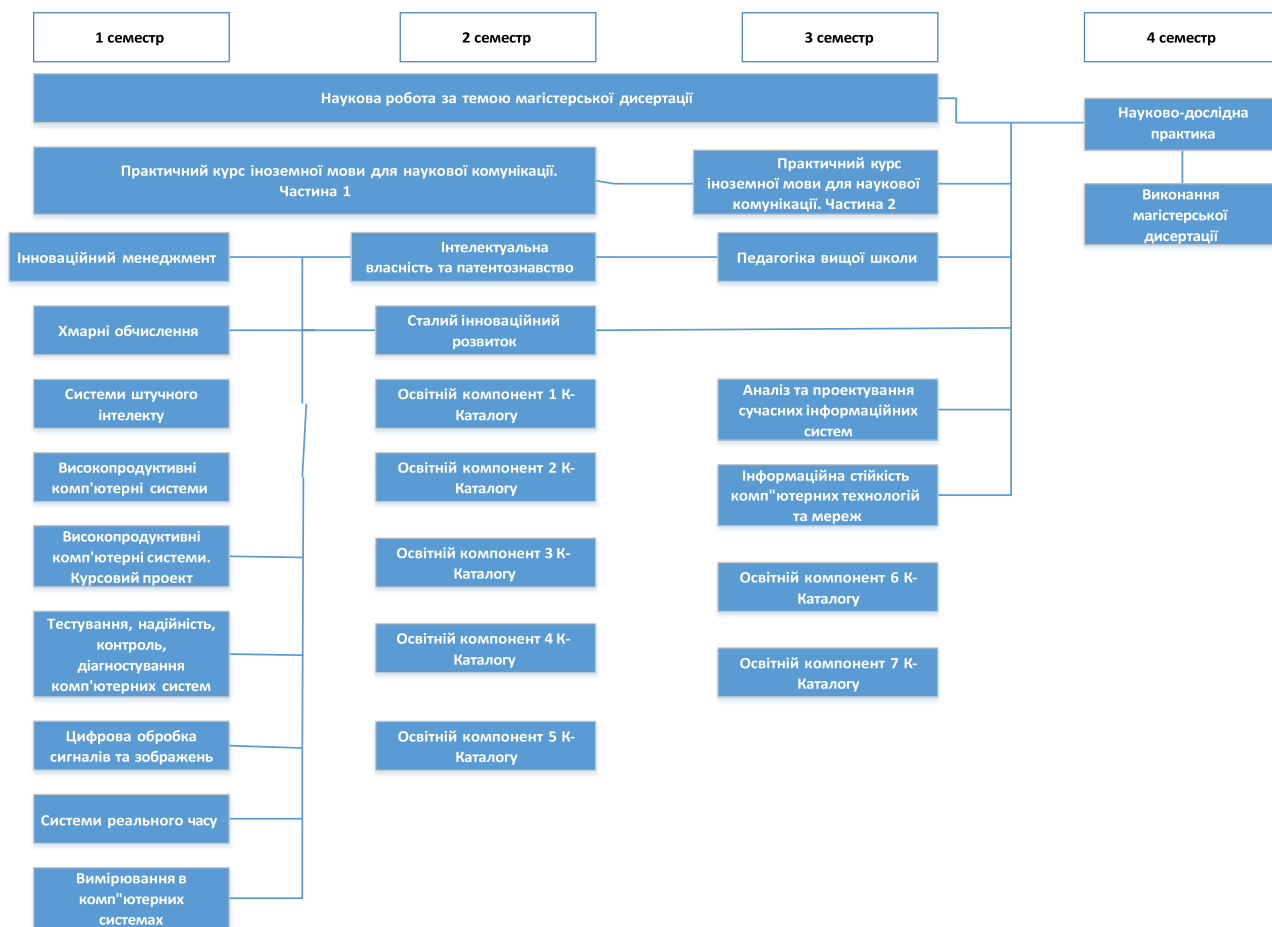 1 семестр
2 семестр
3 семестр
4 семестр
Наукова робота за темою магістерської дисертації
Науково-дослідна
практика
Практичний курс іноземної мови для наукової комунікації.
Частина 1
Практичний курс
іноземної мови для наукової
комунікації. Частина 2
Виконання
магістерської
дисертації
Інноваційний менеджмент
Інтелектуальна
власність та патентознавство
Педагогіка вищої школи
Хмарні обчислення
Сталий інноваційний
розвиток
Системи штучного
інтелекту
Освітній компонент 1 К-
Каталогу
Аналіз та проектування
сучасних інформаційних
систем
Високопродуктивні
комп'ютерні системи
Освітній компонент 2 К-
Каталогу
Інформаційна стійкість
комп"ютерних технологій
та мереж
Високопродуктивні
комп'ютерні системи.
Курсовий проект
Освітній компонент 3 К-
Каталогу
Освітній компонент 6 К-
Каталогу
Тестування, надійність,
контроль,
діагностування
комп'ютерних систем
Освітній компонент 4 К-
Каталогу
Освітній компонент 7 К-
Каталогу
Цифрова обробка
сигналів та зображень
Освітній компонент 5 К-
Каталогу
Системи реального часу
Вимірювання в
комп"ютерних
системах